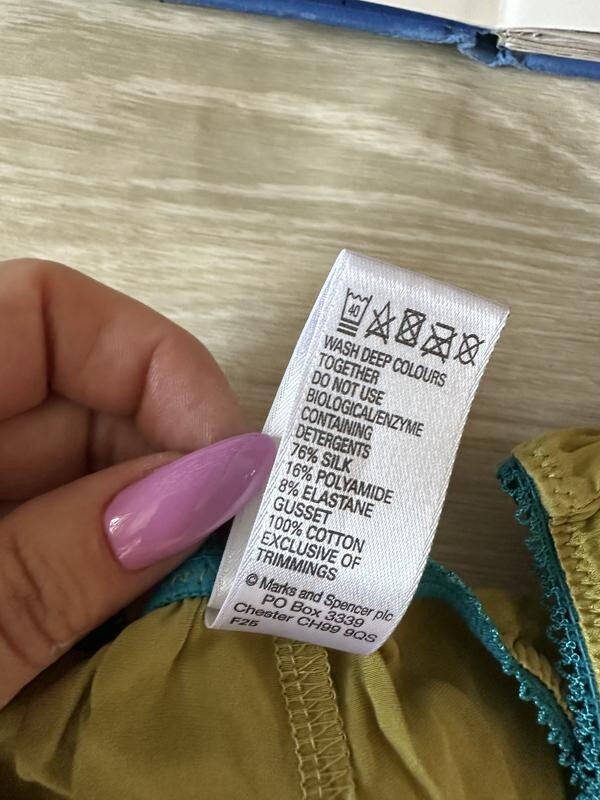 40
WASH DEEP COLOURS
TOGETHER
DO NOT USE
BIOLOGICAL/ENZYME
CONTAINING
DETERGENTS
76% SILK
16% POLYAMIDE
8% ELASTANE
GUSSET
100% COTTON
EXCLUSIVE OF
TRIMMINGS
© Marks and Spencer plc
PO Box 3339
Chester CH99 9QS
F25